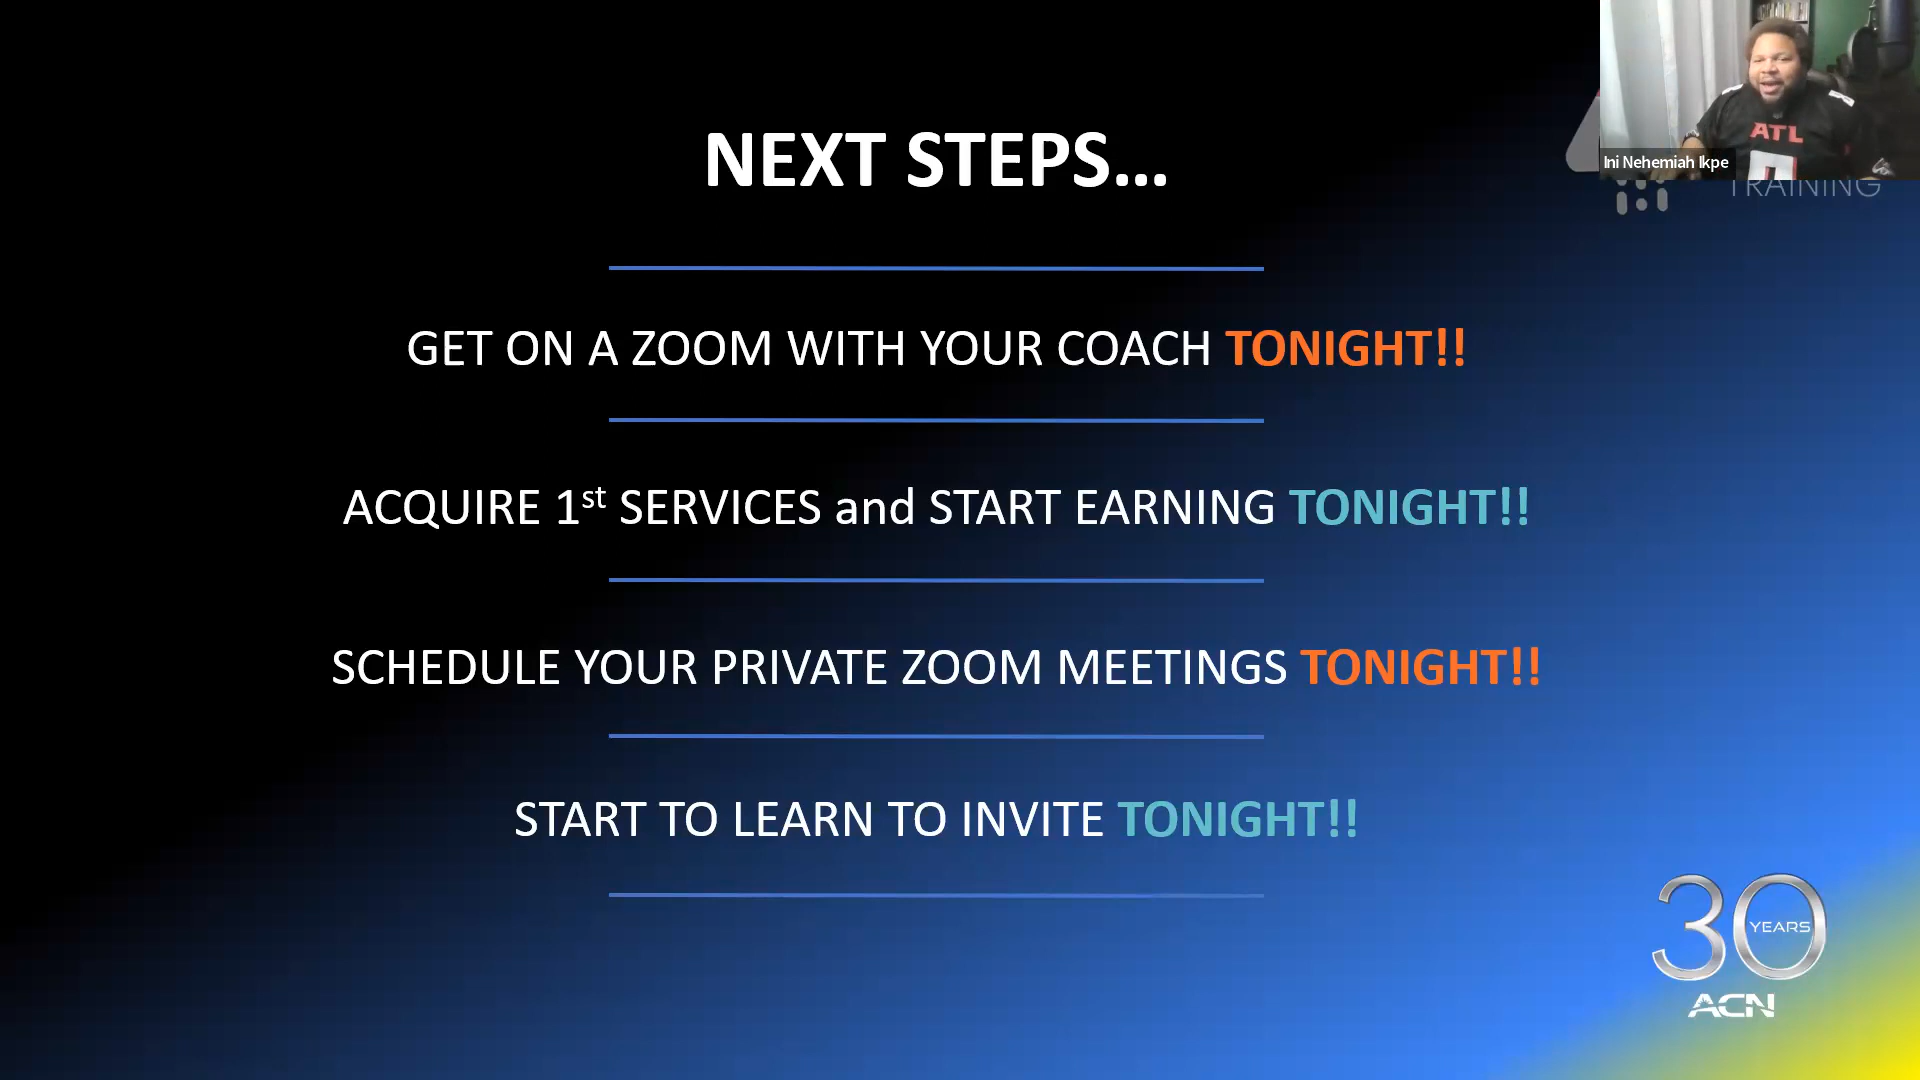 NEXT STEPS...
GET ON A ZOOM WITH YOUR COACH TONIGHT!!
ACQUIRE 1st SERVICES and START EARNING TONIGHT!!
SCHEDULE YOUR PRIVATE ZOOM MEETINGS TONIGHT!!
START TO LEARN TO INVITE TONIGHT!!
ATL
Ini Nehemiah Ikpe
TRAINING
30
YEARS
ACN